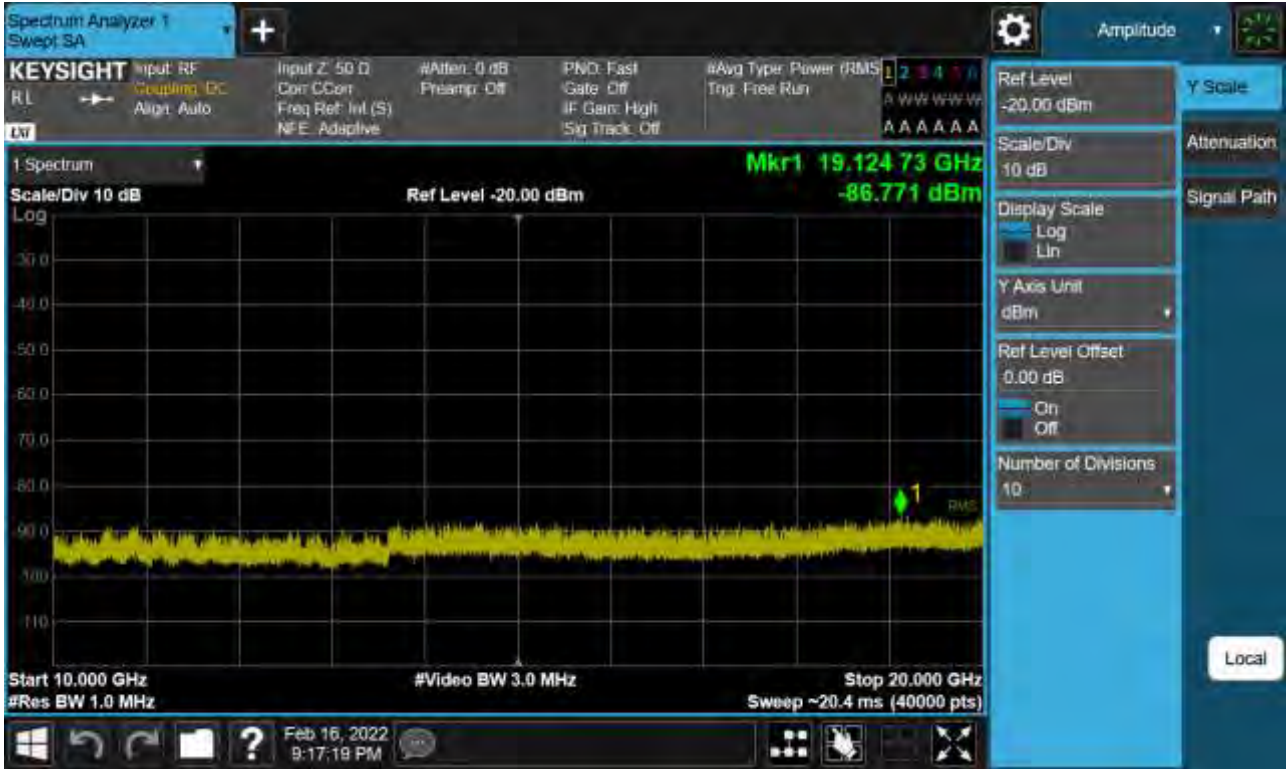 Spectrum Analyzer 1
Swept SA
+
Amplitude
KEYSIGHT
RL
LXI
Input: RF
Coupling: DC
Align: Auto
Input Z: 50 Ω
Corr CCorr
Freq Ref: Int (S)
NFE: Adaptive
#Atten: 0 dB
Preamp: Off
PNO: Fast
Gate: Off
IF Gain: High
Sig Track: Off
#Avg Type: Power (RMS
Trig: Free Run
1 2 3 4 5 6
A W W W W W
A A A A A A
1 Spectrum
Scale/Div 10 dB
Ref Level -20.00 dBm
Mkr1 19.124 73 GHz
-86.771 dBm
Log
-30.0
-40.0
-50.0
-60.0
-70.0
-80.0
-90.0
-100
-110
1
RMS
Start 10.000 GHz
#Res BW 1.0 MHz
#Video BW 3.0 MHz
Stop 20.000 GHz
Sweep ~20.4 ms (40000 pts)
Ref Level
-20.00 dBm
Scale/Div
10 dB
Display Scale
Log
Lin
Y Axis Unit
dBm
Ref Level Offset
0.00 dB
On
Off
Number of Divisions
10
Y Scale
Attenuation
Signal Path
Local
?
Feb 16, 2022
9:17:19 PM